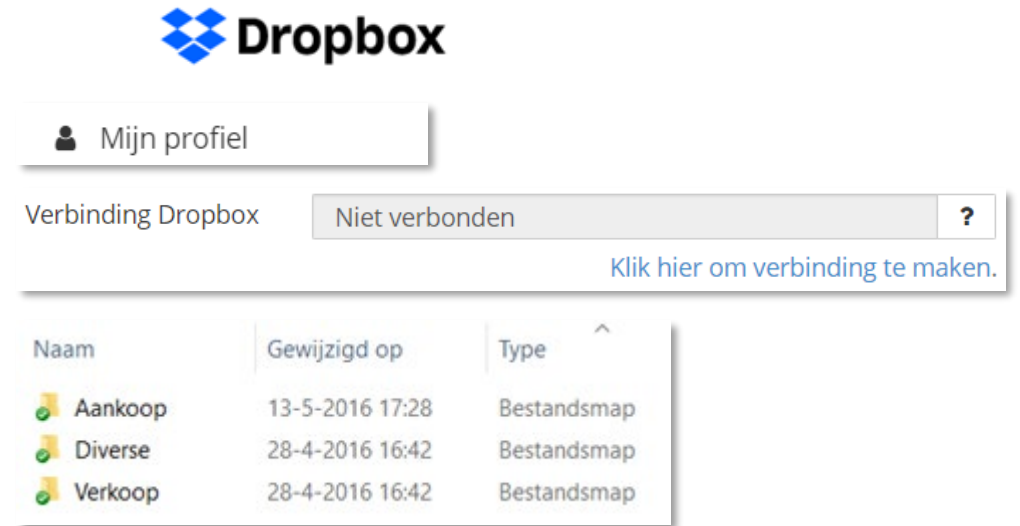 Dropbox
Mijn profiel
Verbinding Dropbox Niet verbonden ?
Klik hier om verbinding te maken.
Naam Gewijzigd op Type
Aankoop 13-5-2016 17:28 Bestandsmap
Diverse 28-4-2016 16:42 Bestandsmap
Verkoop 28-4-2016 16:42 Bestandsmap